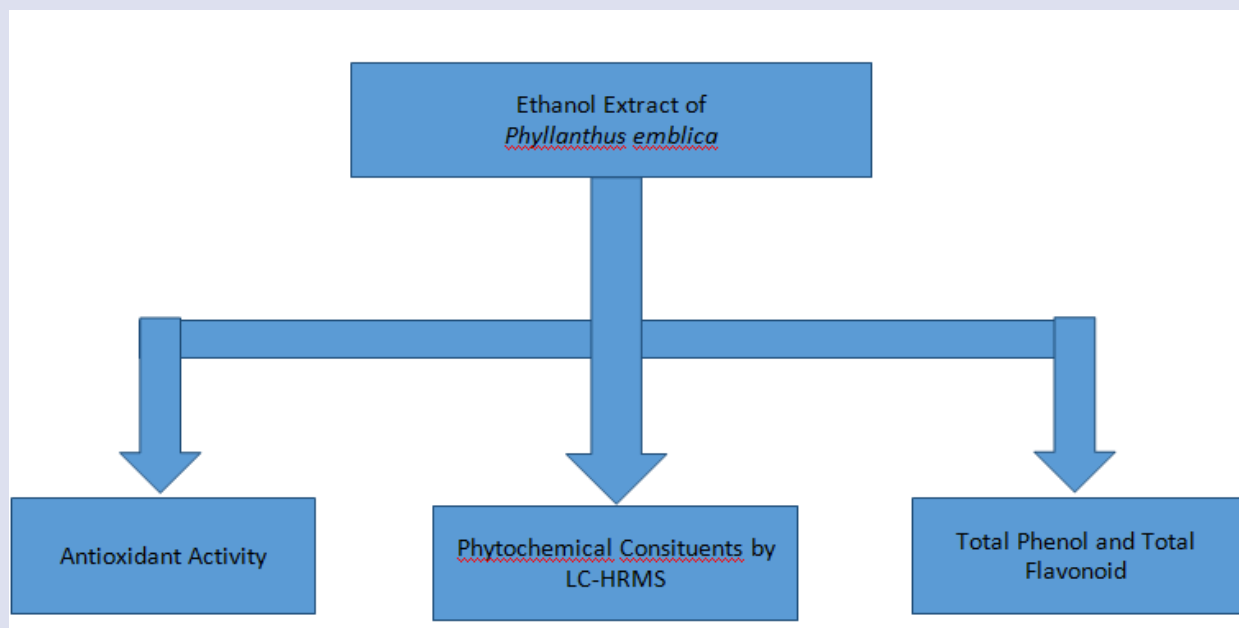 Ethanol Extract of
Phyllanthus emblica
Antioxidant Activity
Phytochemical Consituents by
LC-HRMS
Total Phenol and Total
Flavonoid